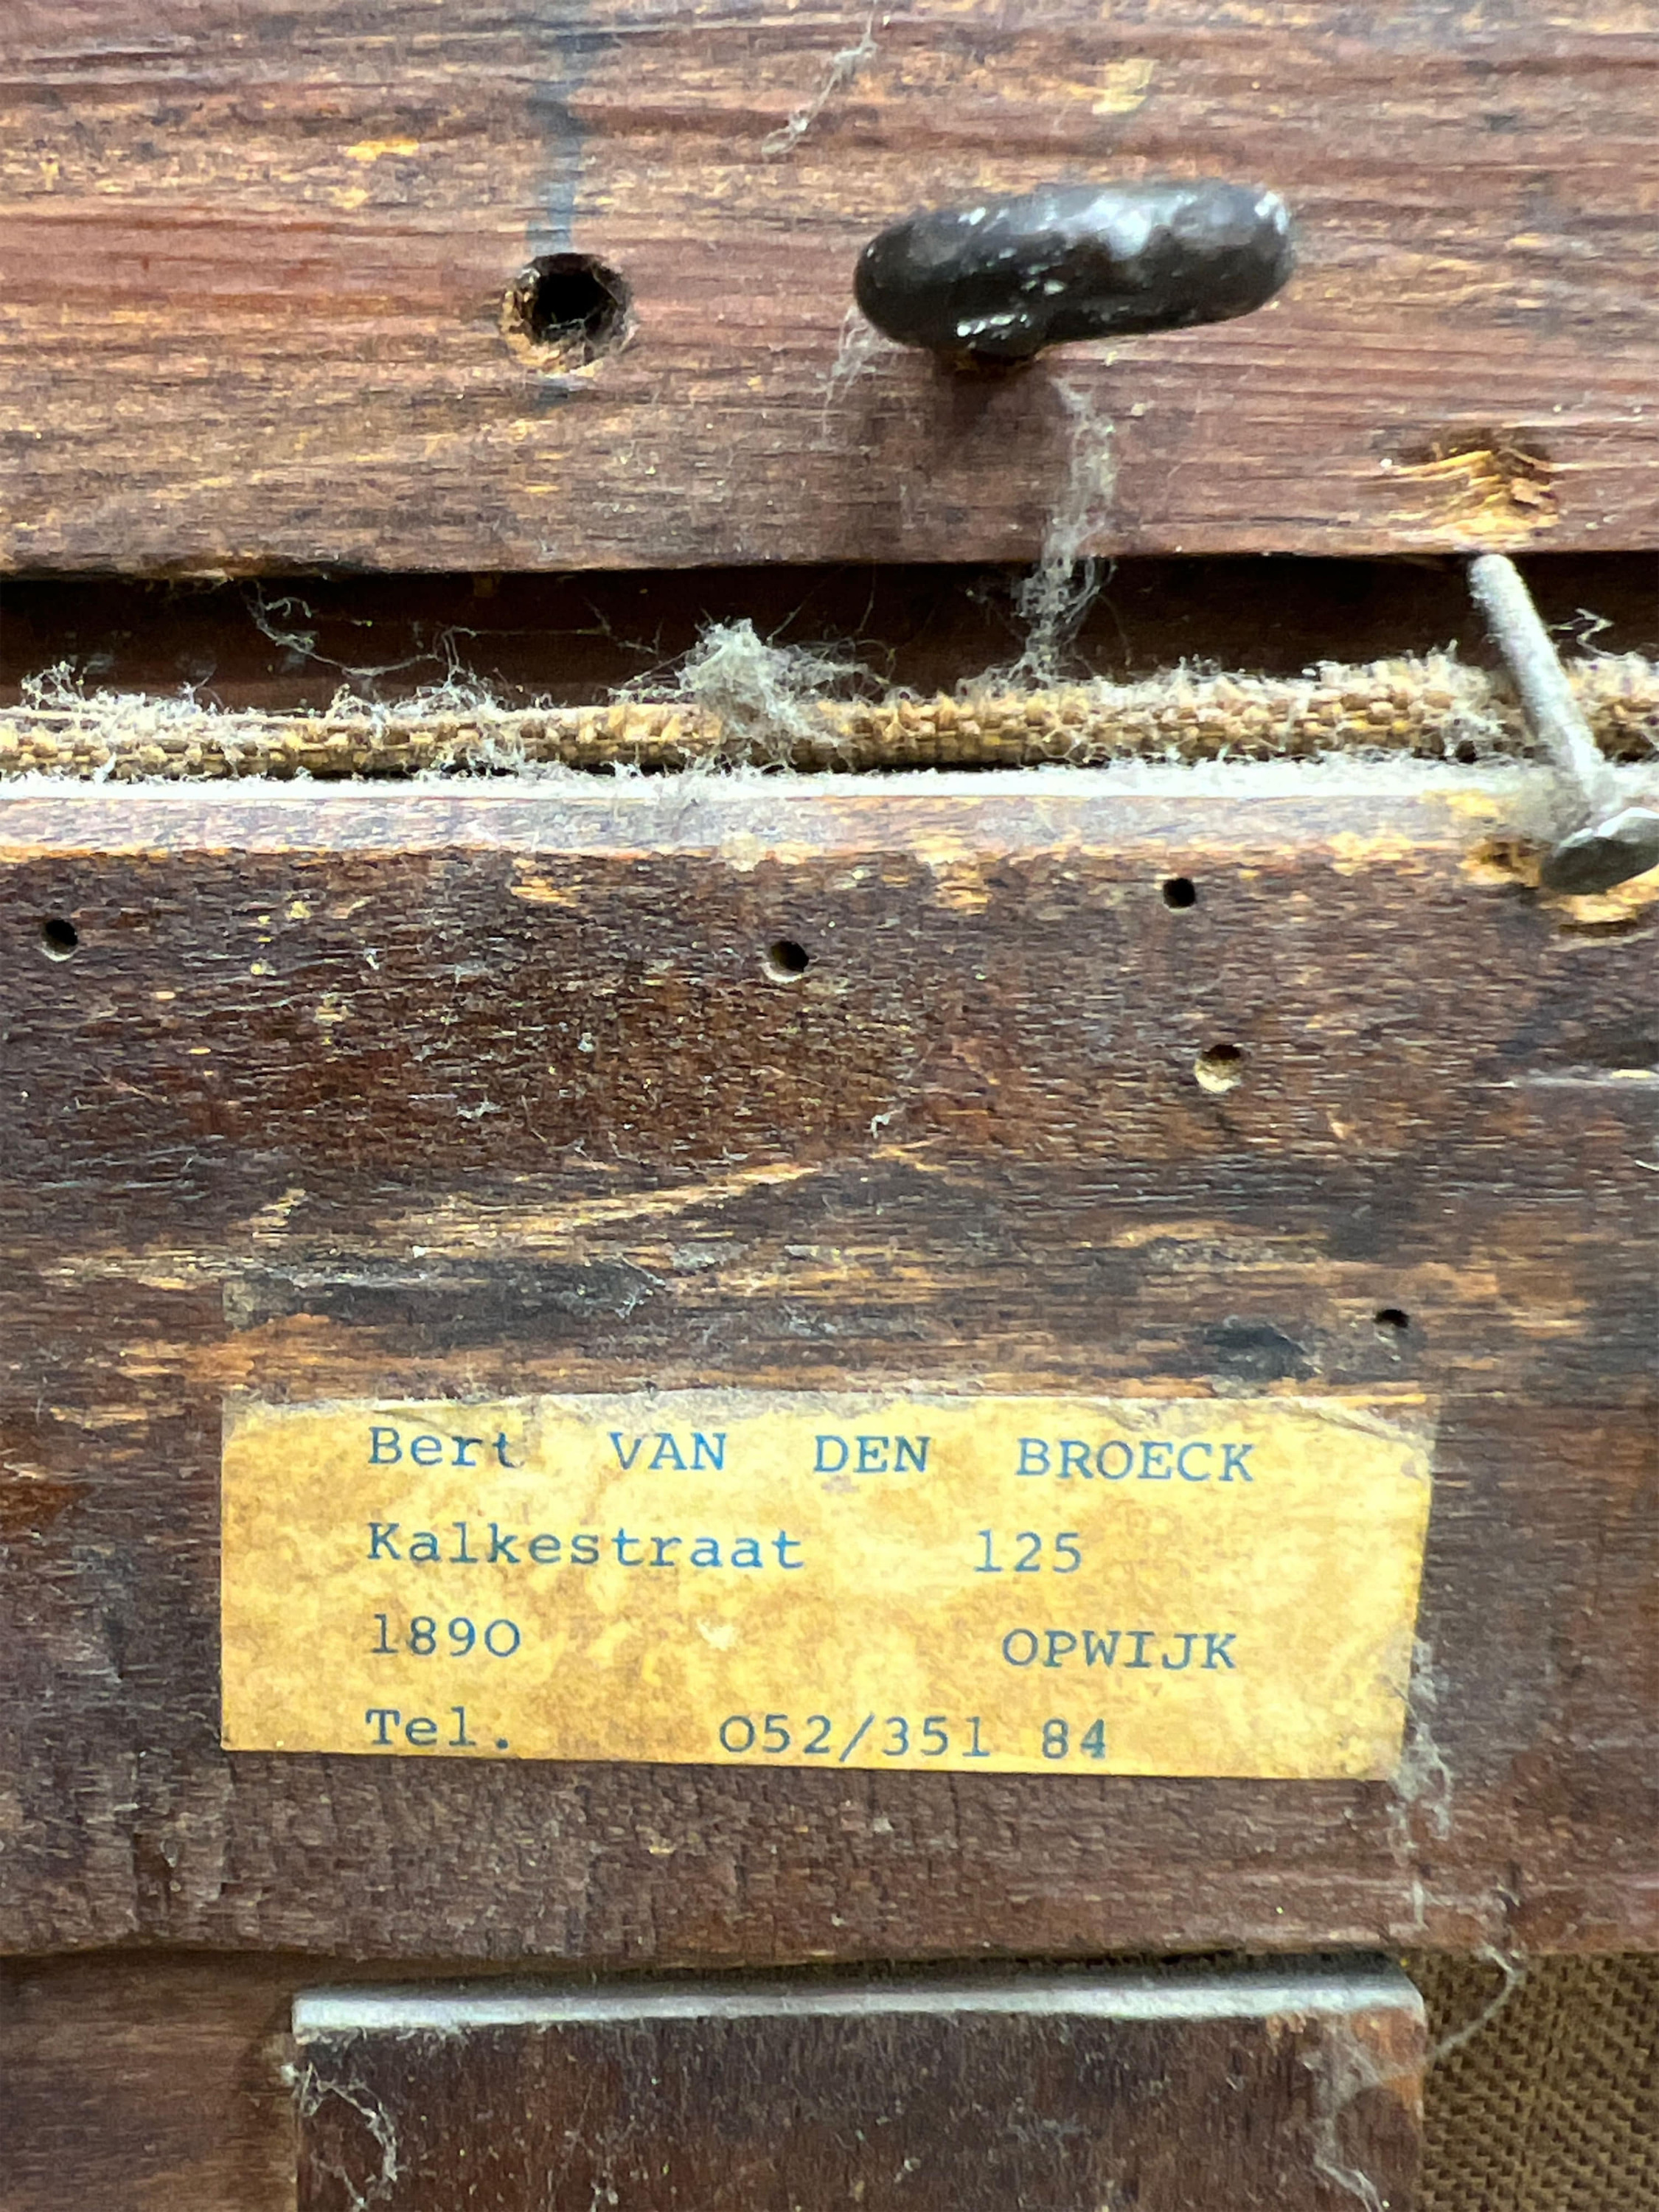 Bert VAN DEN BROECK
Kalkestraat 125
1890 OPWIJK
Tel. 052/351 84